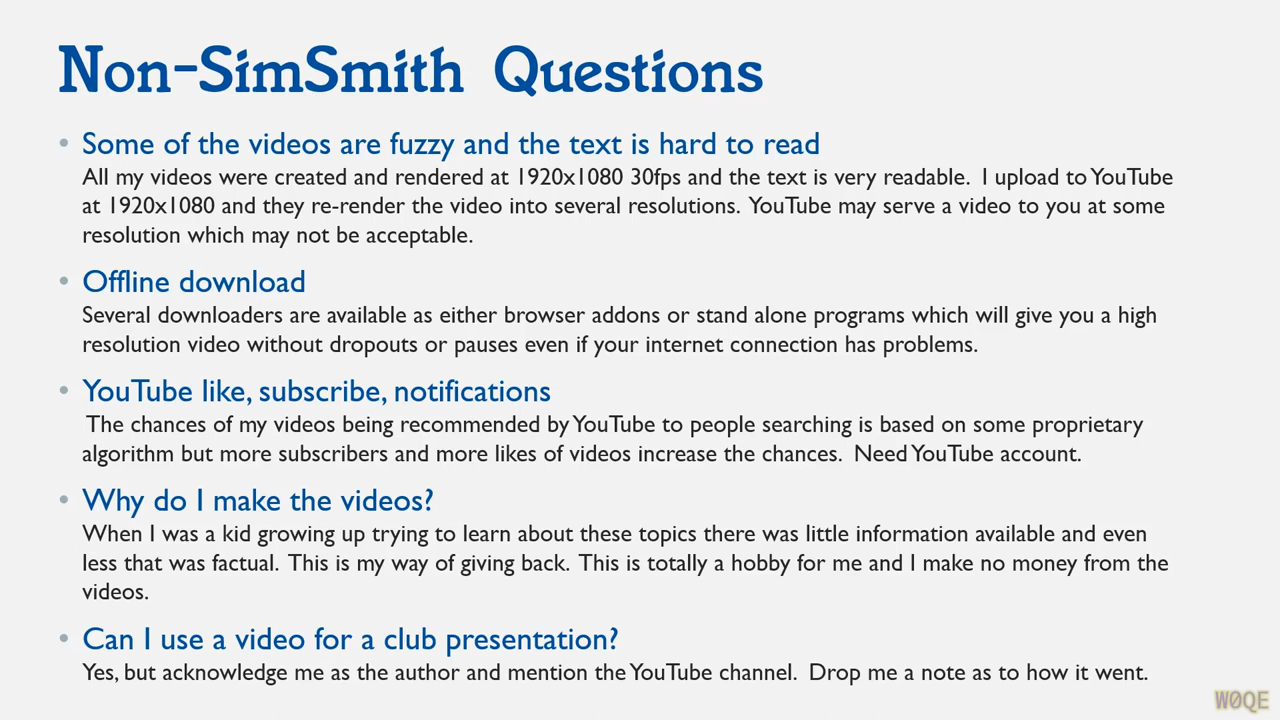 Non-SimSmith Questions
• Some of the videos are fuzzy and the text is hard to read
All my videos were created and rendered at 1920x1080 30fps and the text is very readable. I upload to YouTube
at 1920x1080 and they re-render the video into several resolutions. YouTube may serve a video to you at some
resolution which may not be acceptable.
• Offline download
Several downloaders are available as either browser addons or stand alone programs which will give you a high
resolution video without dropouts or pauses even if your internet connection has problems.
• YouTube like, subscribe, notifications
The chances of my videos being recommended by YouTube to people searching is based on some proprietary
algorithm but more subscribers and more likes of videos increase the chances. Need YouTube account.
• Why do I make the videos?
When I was a kid growing up trying to learn about these topics there was little information available and even
less that was factual. This is my way of giving back. This is totally a hobby for me and I make no money from the
videos.
• Can I use a video for a club presentation?
Yes, but acknowledge me as the author and mention the YouTube channel. Drop me a note as to how it went.
W0QE